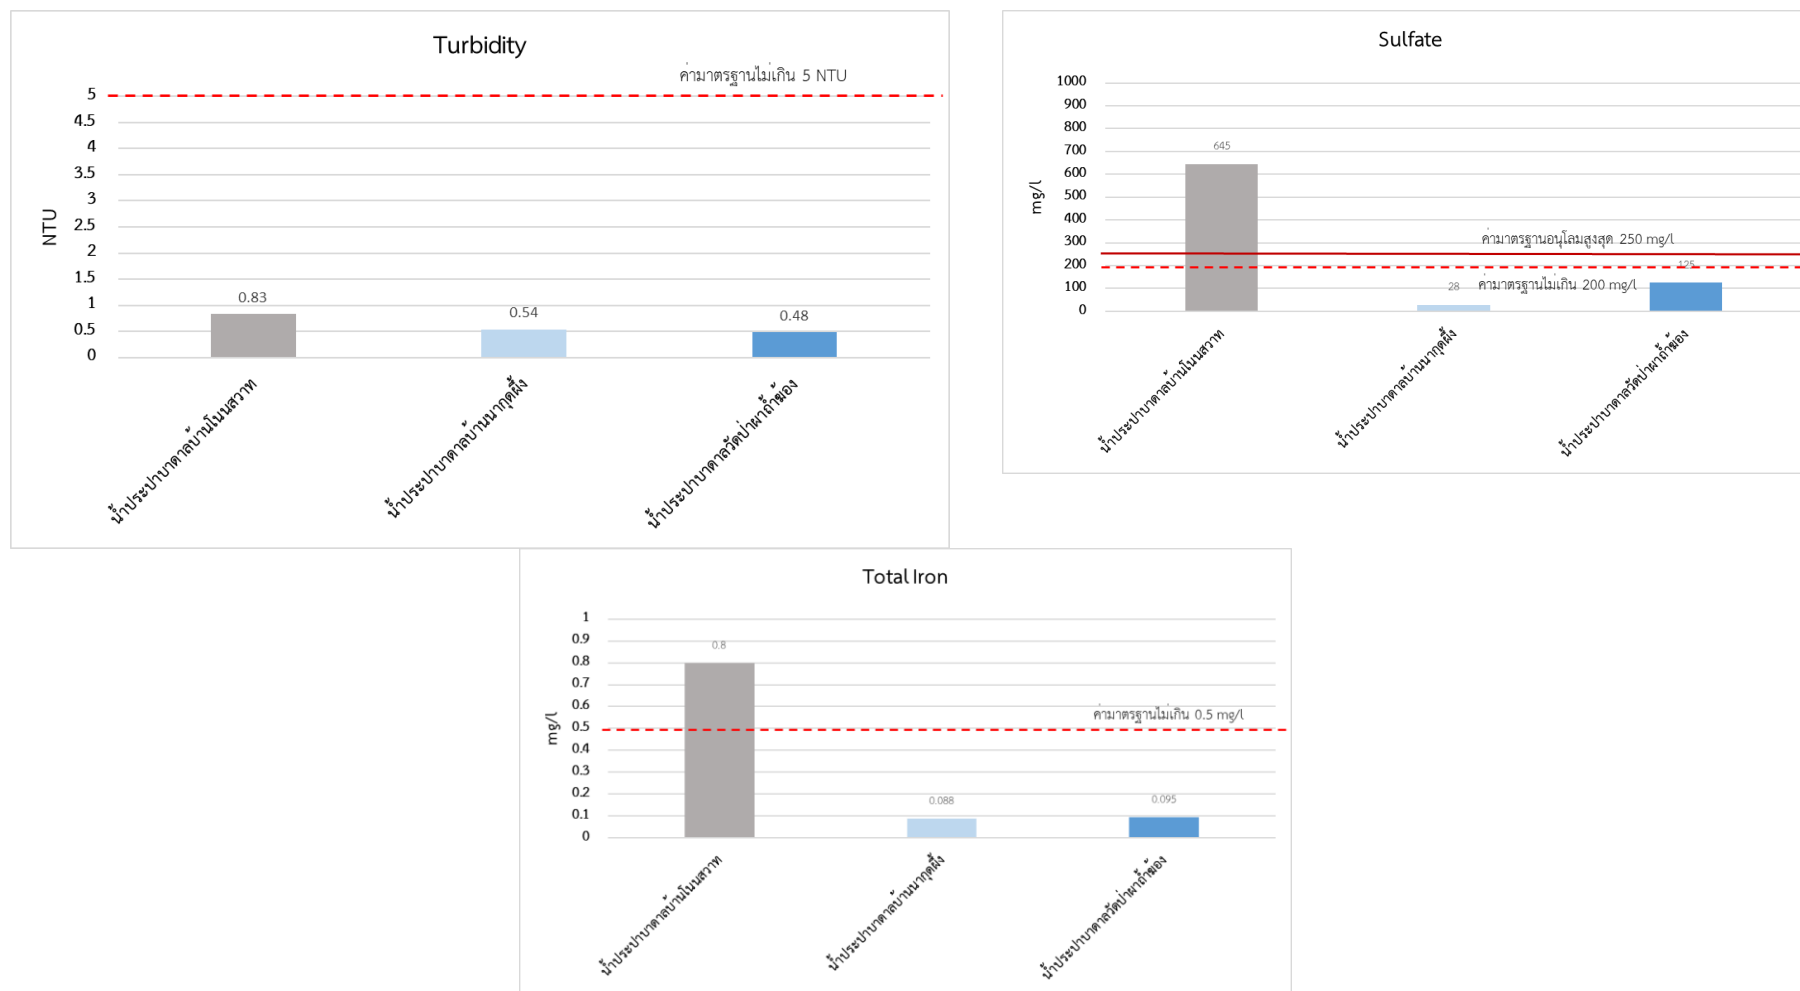 Turbidity
ค่ามาตรฐานไม่เกิน 5 NTU
5
4.5
4
3.5
3
2.5
2
1.5
1
0.5
0
NTU
0.83
0.54
0.48
น้ำประปาบาดาลบ้านโนนสวาท
น้ำประปาบาดาลบ้านนากุดผึ้ง
น้ำประปาบาดาลวัดป่าผาถ้ำฆ้อง
Sulfate
1000
900
800
700
600
500
400
300
200
100
0
mg/l
645
ค่ามาตรฐานอนุโลมสูงสุด 250 mg/l
125
28
ค่ามาตรฐานไม่เกิน 200 mg/l
น้ำประปาบาดาลบ้านโนนสวาท
น้ำประปาบาดาลบ้านนากุดผึ้ง
น้ำประปาบาดาลวัดป่าผาถ้ำฆ้อง
Total Iron
1
0.9
0.8
0.7
0.6
0.5
0.4
0.3
0.2
0.1
0
mg/l
0.8
ค่ามาตรฐานไม่เกิน 0.5 mg/l
0.088
0.095
น้ำประปาบาดาลบ้านโนนสวาท
น้ำประปาบาดาลบ้านนากุดผึ้ง
น้ำประปาบาดาลวัดป่าผาถ้ำฆ้อง